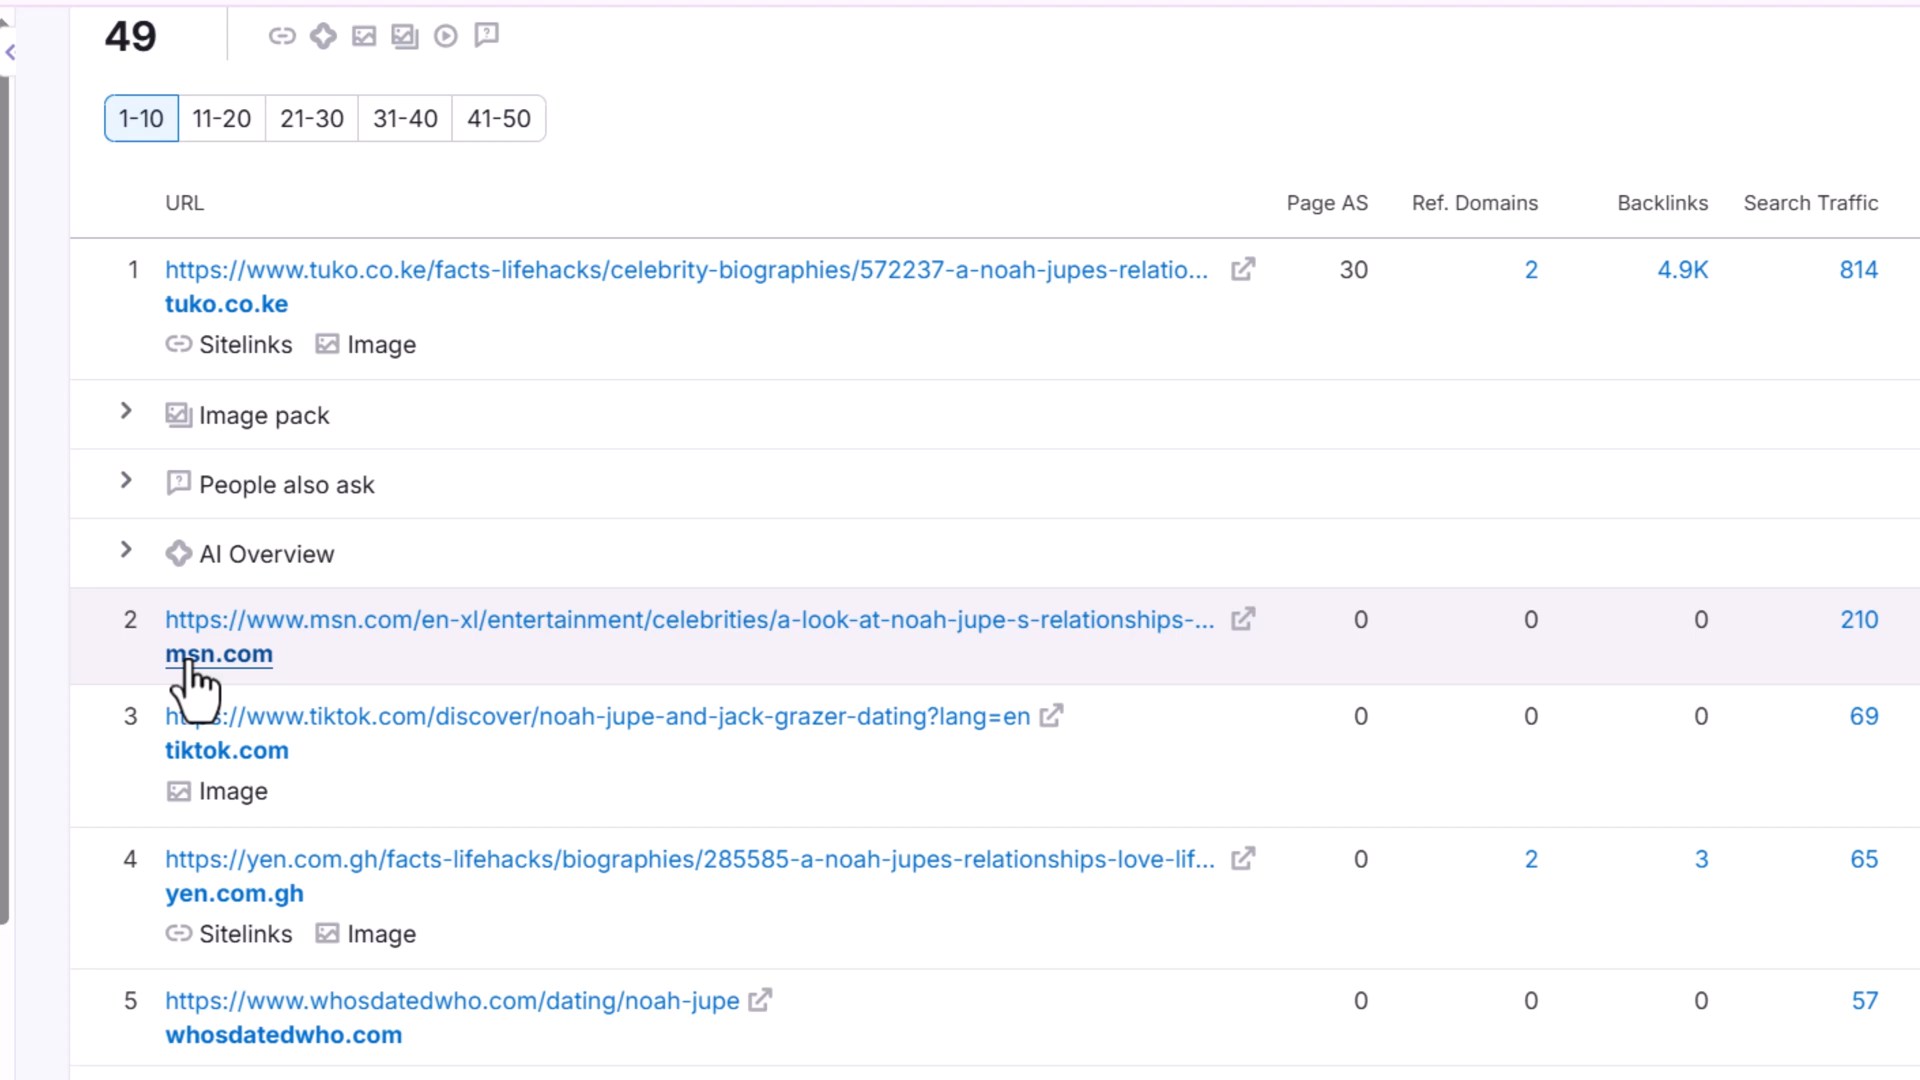 49
1-10 11-20 21-30 31-40 41-50
URL Page AS Ref. Domains Backlinks Search Traffic
1 https://www.tuko.co.ke/facts-lifehacks/celebrity-biographies/572237-a-noah-jupes-relatio... 30 2 4.9K 814
tuko.co.ke
Sitelinks Image
Image pack
People also ask
AI Overview
2 https://www.msn.com/en-xl/entertainment/celebrities/a-look-at-noah-jupe-s-relationships-... 0 0 0 210
msn.com
3 https://www.tiktok.com/discover/noah-jupe-and-jack-grazer-dating?lang=en 0 0 0 69
tiktok.com
Image
4 https://yen.com.gh/facts-lifehacks/biographies/285585-a-noah-jupes-relationships-love-lif... 0 2 3 65
yen.com.gh
Sitelinks Image
5 https://www.whosdatedwho.com/dating/noah-jupe 0 0 0 57
whosdatedwho.com